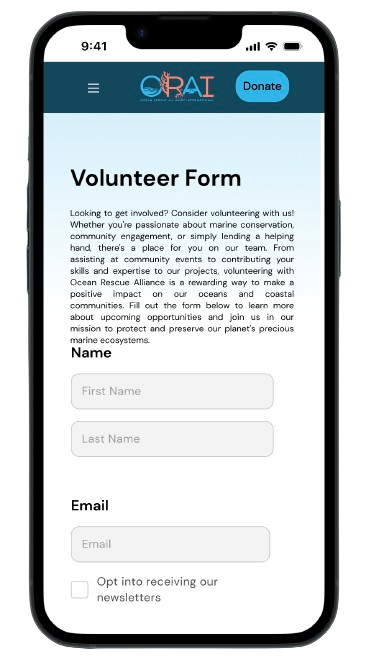 9:41
ORAI
Donate
Volunteer Form
Looking to get involved? Consider volunteering with us!
Whether you're passionate about marine conservation,
community engagement, or simply lending a helping
hand, there's a place for you on our team. From
assisting at community events to contributing your
skills and expertise to our projects, volunteering with
Ocean Rescue Alliance is a rewarding way to make a
positive impact on our oceans and coastal
communities. Fill out the form below to learn more
about upcoming opportunities and join us in our
mission to protect and preserve our planet's precious
marine ecosystems.
Name
First Name
Last Name
Email
Email
Opt into receiving our
newsletters